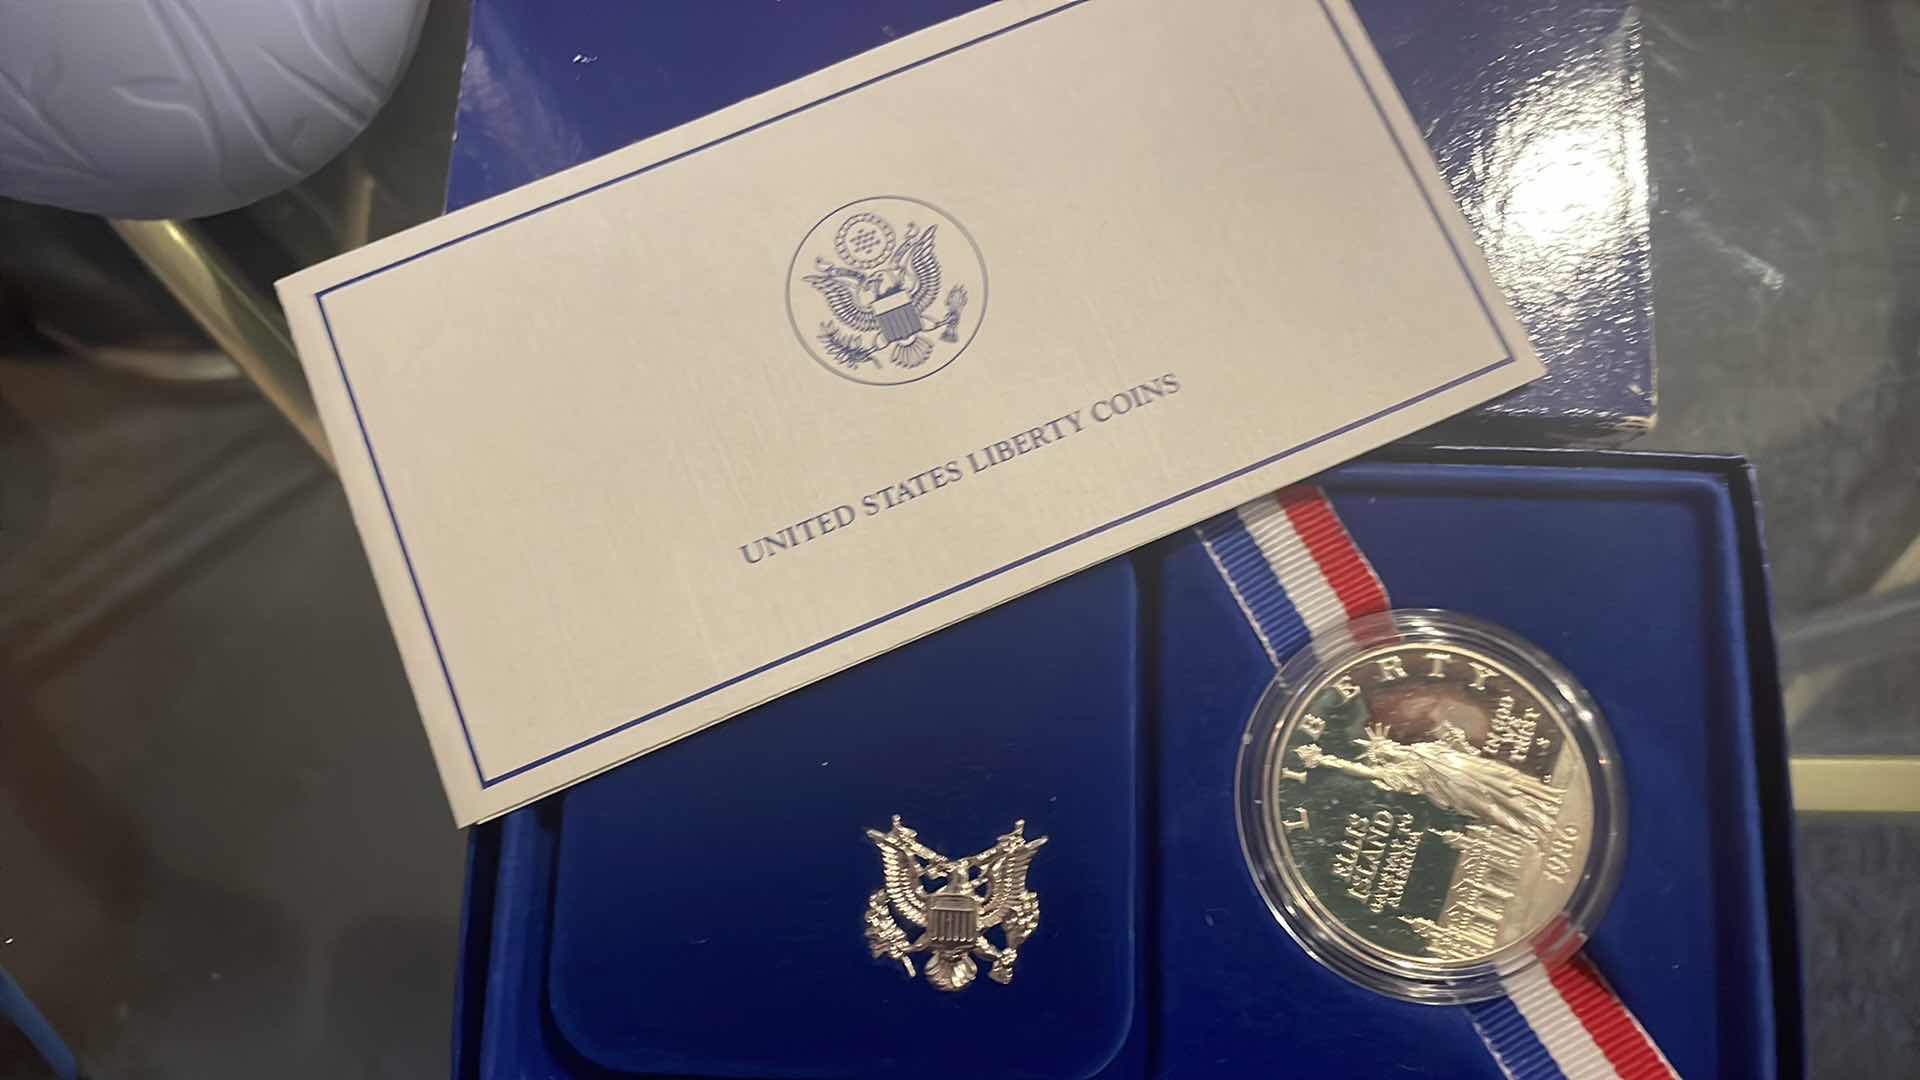 UNITED STATES LIBERTY COINS
LIBERTY
IN GOD
WE
TRUST
ELLIS
ISLAND
GATEWAY TO
AMERICA
1986